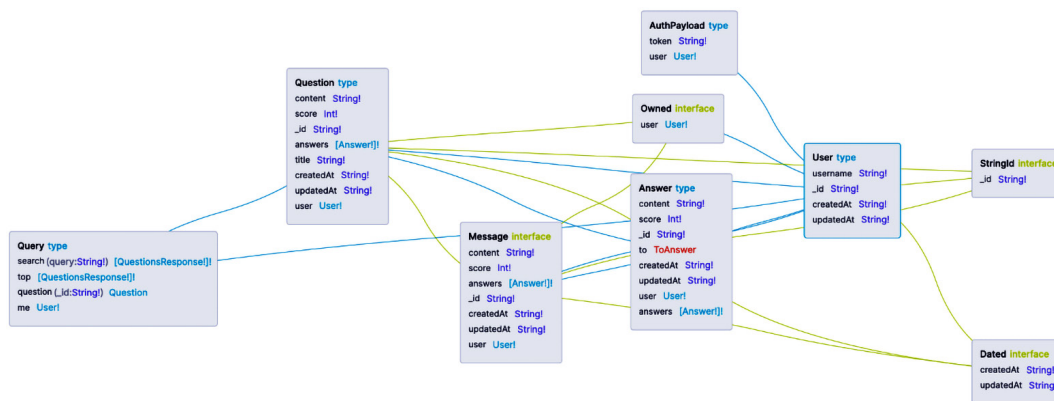 AuthPayload type
token String!
user User!
Question type
content String!
score Int!
_id String!
answers [Answer!]!
title String!
createdAt String!
updatedAt String!
user User!
Owned interface
user User!
User type
username String!
_id String!
createdAt String!
updatedAt String!
StringId interface
_id String!
Answer type
content String!
score Int!
_id String!
to ToAnswer
createdAt String!
updatedAt String!
user User!
answers [Answer!]!
Message interface
content String!
score Int!
answers [Answer!]!
_id String!
createdAt String!
updatedAt String!
user User!
Query type
search (query:String!) [QuestionsResponse!]!
top [QuestionsResponse!]!
question (_id:String!) Question
me User!
Dated interface
createdAt String!
updatedAt String